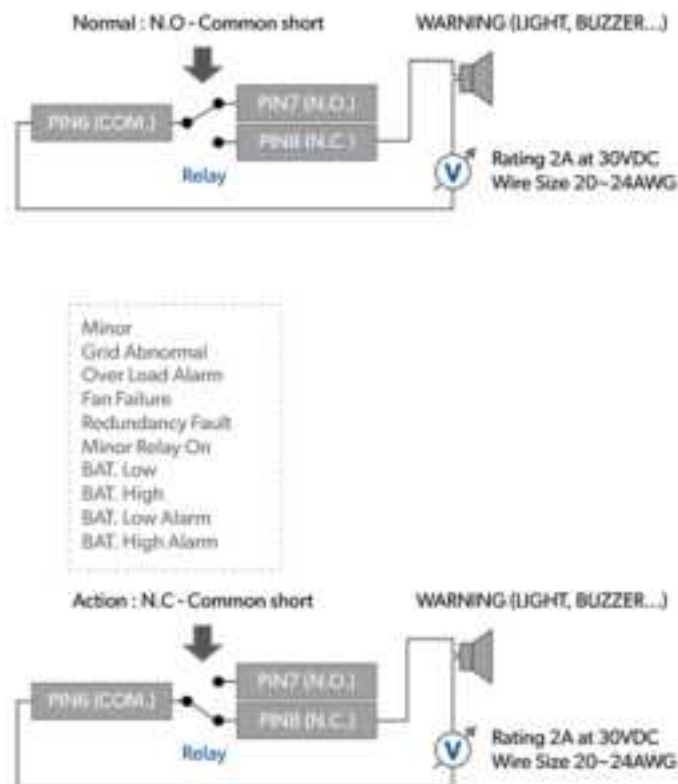 Normal : N.O - Common short
WARNING (LIGHT, BUZZER...)
PIN6 (COM.)
PIN7 (N.O.)
PIN8 (N.C.)
Relay
V
Rating 2A at 30VDC
Wire Size 20~24AWG
Minor
Grid Abnormal
Over Load Alarm
Fan Failure
Redundancy Fault
Minor Relay On
BAT. Low
BAT. High
BAT. Low Alarm
BAT. High Alarm
Action : N.C - Common short
WARNING (LIGHT, BUZZER...)
PIN6 (COM.)
PIN7 (N.O.)
PIN8 (N.C.)
Relay
V
Rating 2A at 30VDC
Wire Size 20~24AWG